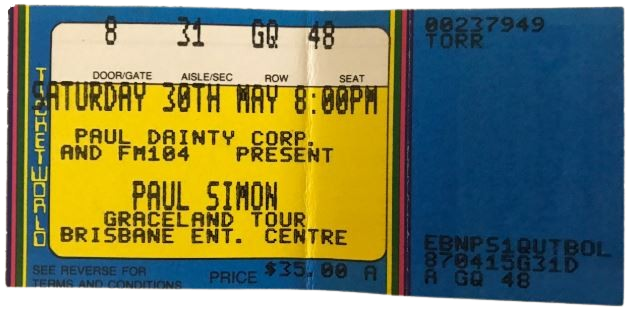 8 31 GQ 48
DOOR/GATE AISLE/SEC ROW SEAT
SATURDAY 30TH MAY 8:00PM
PAUL DAINTY CORP.
AND FM104 PRESENT
PAUL SIMON
GRACELAND TOUR
BRISBANE ENT. CENTRE
SEE REVERSE FOR
TERMS AND CONDITIONS
PRICE $35.00 A
TICKETWORLD
00237949
TORR
EBNPS1QUTBOL
870415G31D
A GQ 48